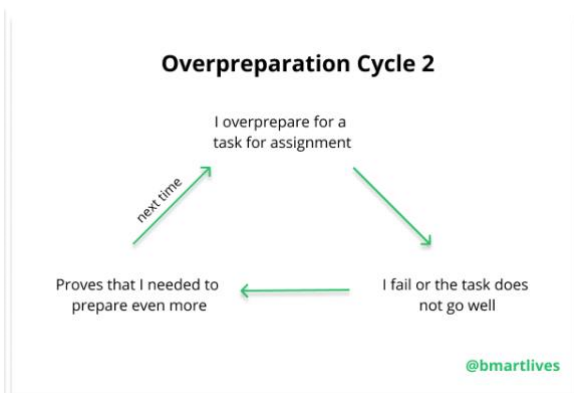 Overpreparation Cycle 2
I overprepare for a
task for assignment
next time
Proves that I needed to
prepare even more
I fail or the task does
not go well
@bmartlives